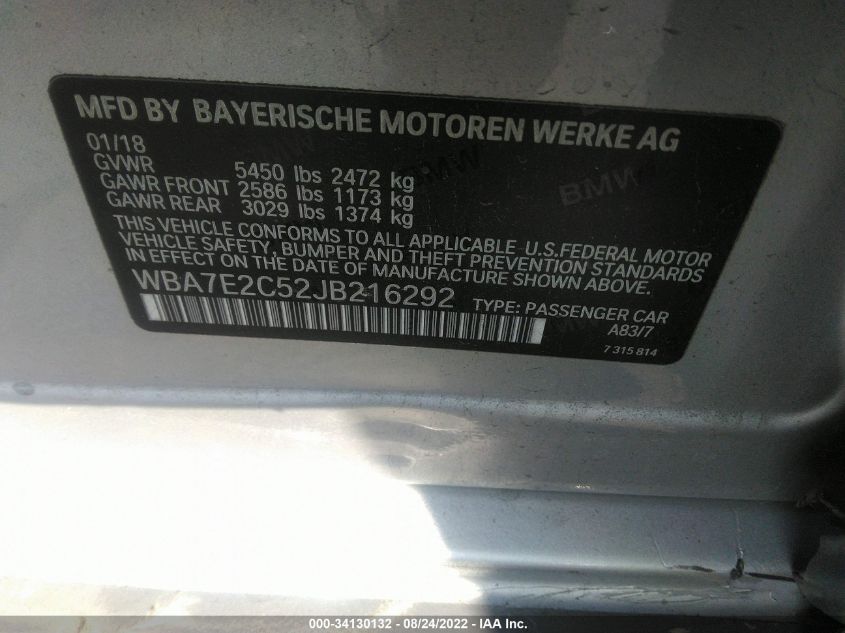 MFD BY BAYERISCHE MOTOREN WERKE AG
01/18
GVWR 5450 lbs 2472 kg
GAWR FRONT 2586 lbs 1173 kg
GAWR REAR 3029 lbs 1374 kg
THIS VEHICLE CONFORMS TO ALL APPLICABLE U.S.FEDERAL MOTOR
VEHICLE SAFETY, BUMPER AND THEFT PREVENTION STANDARDS
IN EFFECT ON THE DATE OF MANUFACTURE SHOWN ABOVE.
WBA7E2C52JB216292 TYPE: PASSENGER CAR
A83/7
7 315 814
BMW
BMW
000-34130132 - 08/24/2022 - IAA Inc.